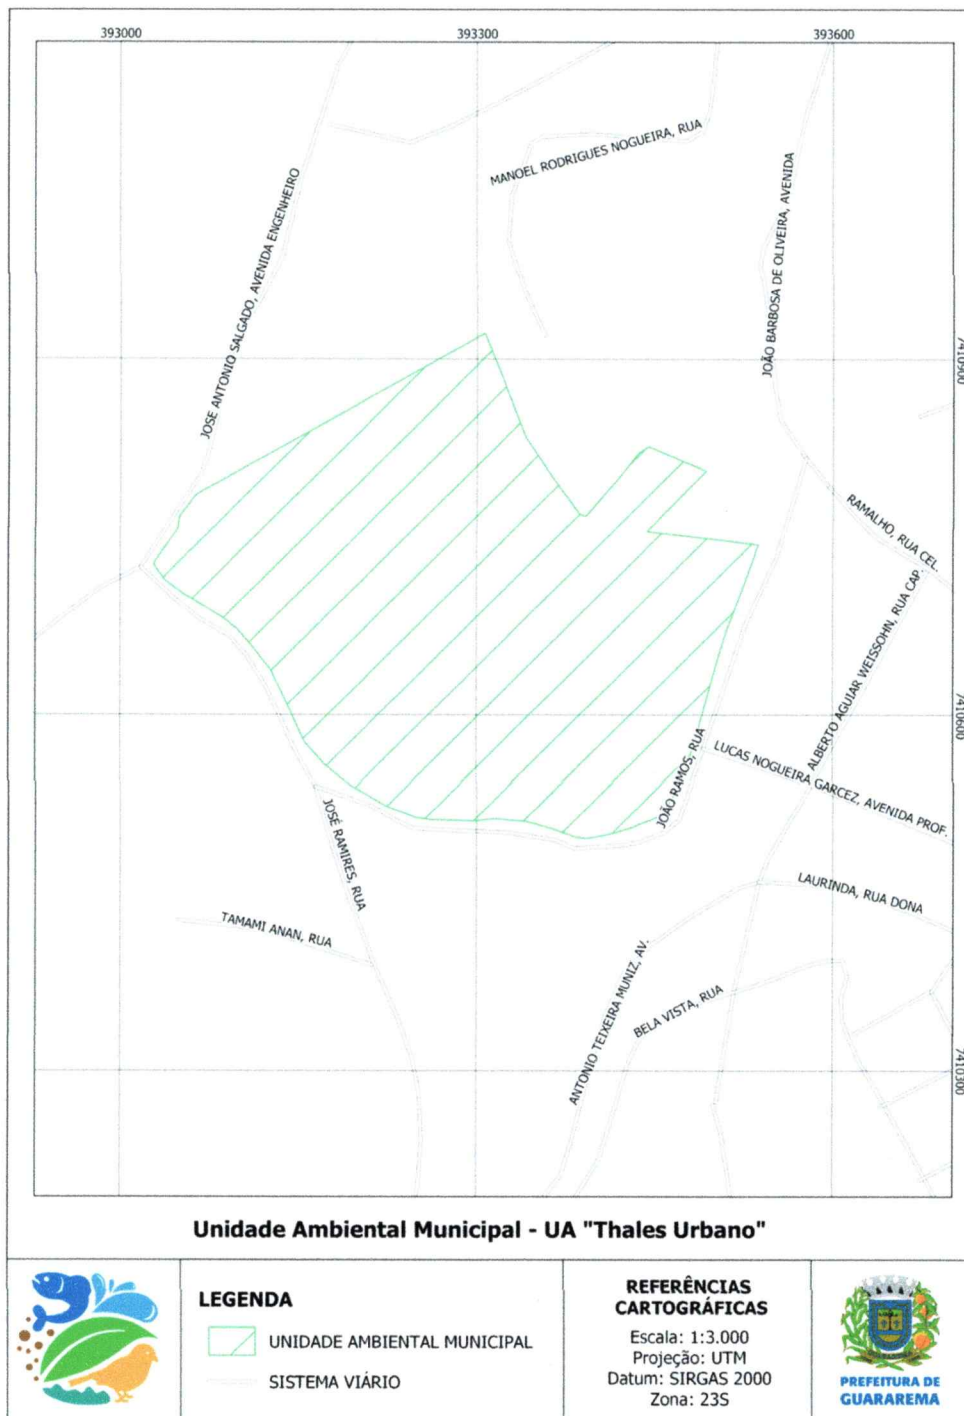 393000
393300
393600
MANOEL RODRIGUES NOGUEIRA, RUA
JOSE ANTONIO SALGADO, AVENIDA ENGENHEIRO
JOÃO BARBOSA DE OLIVEIRA, AVENIDA
7410900
RAMALHO, RUA CEL.
ALBERTO AGUIAR WEISSOHN, RUA CAP.
7410600
JOÃO RAMOS, RUA
LUCAS NOGUEIRA GARCEZ, AVENIDA PROF.
JOSÉ RAMIRES, RUA
LAURINDA, RUA DONA
TAMAMI ANAN, RUA
ANTONIO TEIXEIRA MUNIZ, AV.
BELA VISTA, RUA
7410300
Unidade Ambiental Municipal - UA "Thales Urbano"
LEGENDA
UNIDADE AMBIENTAL MUNICIPAL
SISTEMA VIÁRIO
REFERÊNCIAS
CARTOGRÁFICAS
Escala: 1:3.000
Projeção: UTM
Datum: SIRGAS 2000
Zona: 23S
PREFEITURA DE
GUARAREMA